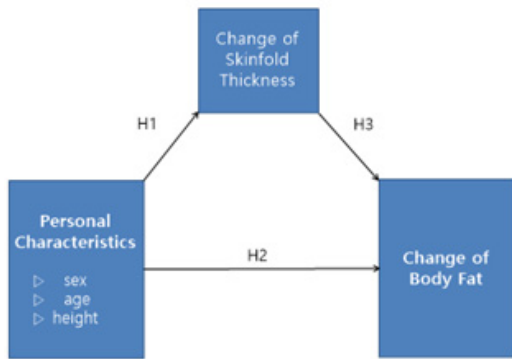 Change of
Skinfold
Thickness
H1
H3
Personal
Characteristics
▷ sex
▷ age
▷ height
H2
Change of
Body Fat